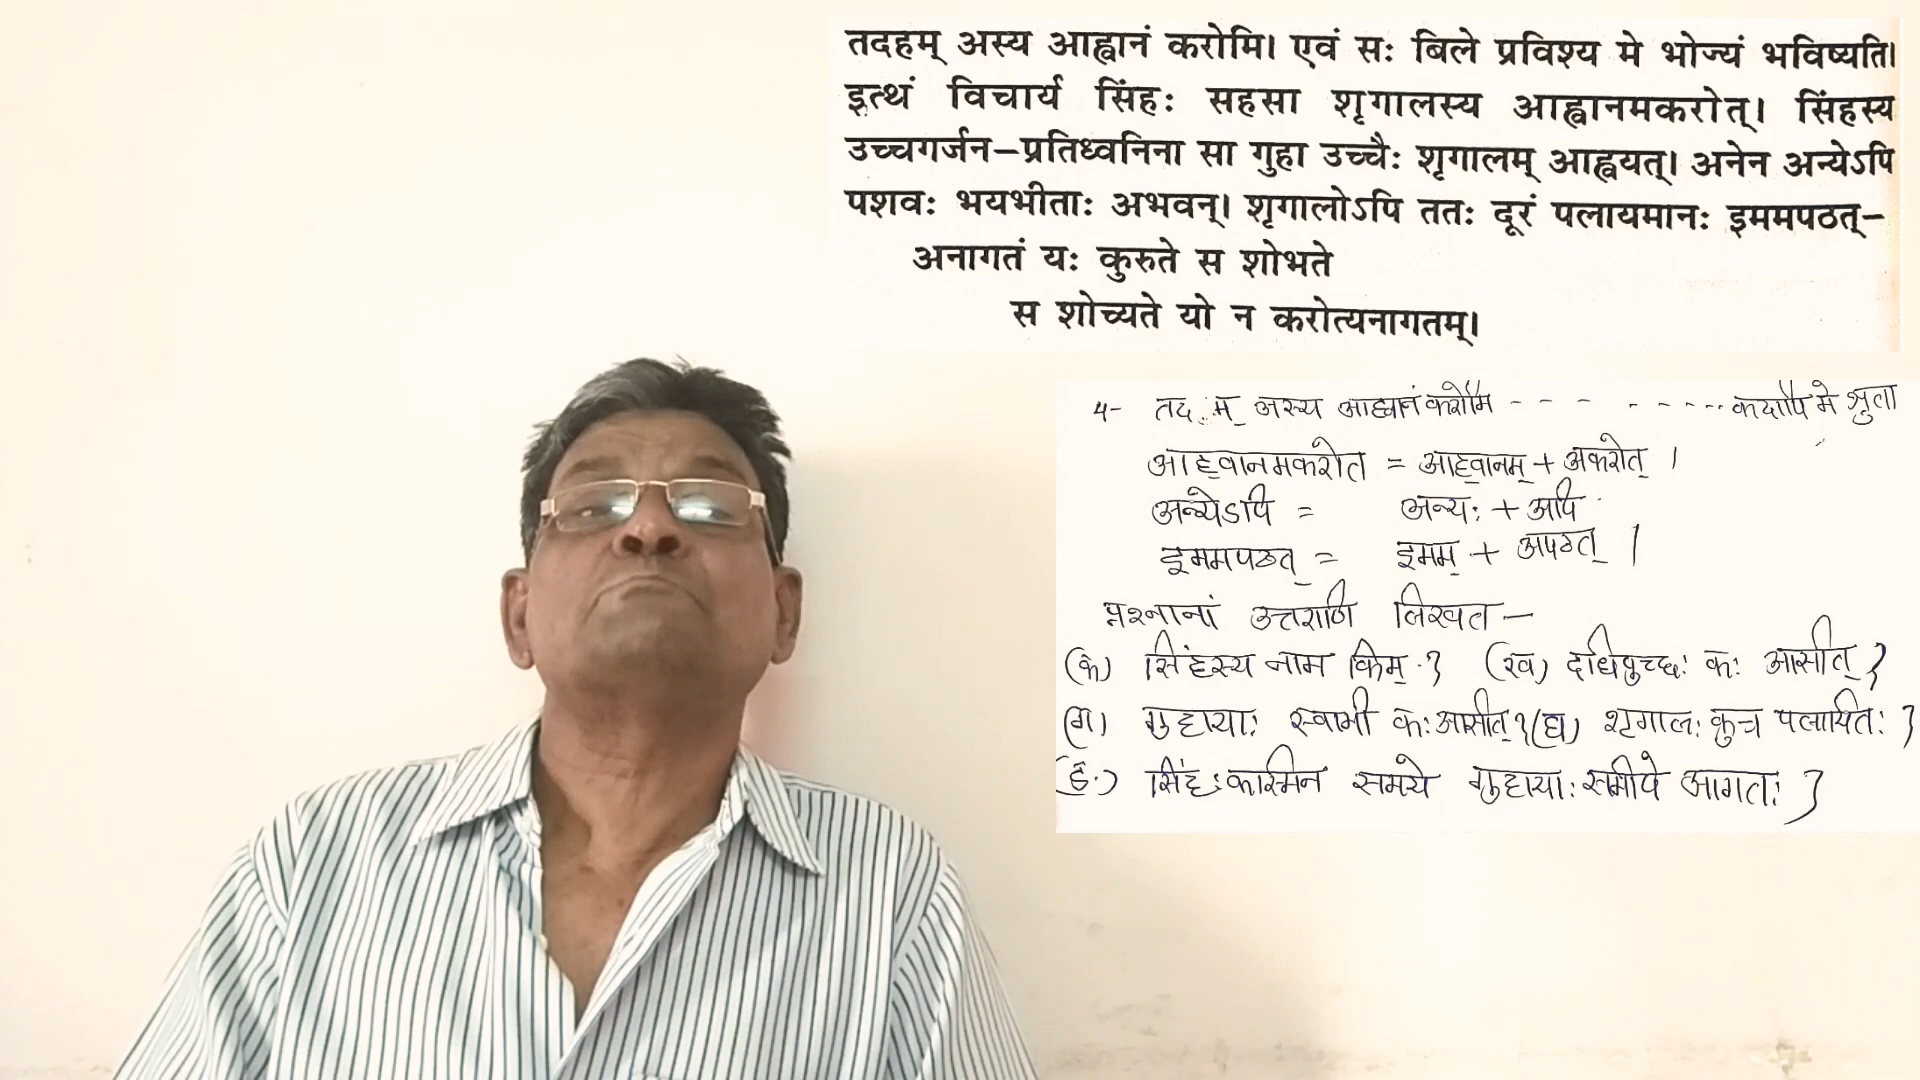 तदहम् अस्य आह्वानं करोमि। एवं सः बिले प्रविश्य मे भोज्यं भविष्यति।
इत्थं विचार्य सिंहः सहसा शृगालस्य आह्वानमकरोत्। सिंहस्य
उच्चगर्जन–प्रतिध्वनिना सा गुहा उच्चैः शृगालम् आह्वयत्। अनेन अन्येऽपि
पशवः भयभीताः अभवन्। शृगालोऽपि ततः दूरं पलायमानः इममपठत्–
अनागतं यः कुरुते स शोभते
स शोच्यते यो न करोत्यनागतम्।
4- तद म् अस्य आह्वानं करोमि - - - - - - - .. कदापि मे श्रुता
आह्वानमकरोत = आह्वानम् + अकरोत् ।
अन्येऽपि = अन्यः + अपि
इममपठत् = इमम् + अपठत् ।
प्रश्नानां उत्तराणि लिखत –
(क) सिंहस्य नाम किम् ? (ख) दधिपुच्छः कः आसीत् ?
(ग) गुहायाः स्वामी कः आसीत् ? (घ) शृगालः कुत्र पलायितः ?
(ङ) सिंहः कस्मिन समये गुहायाः समीपे आगतः ?